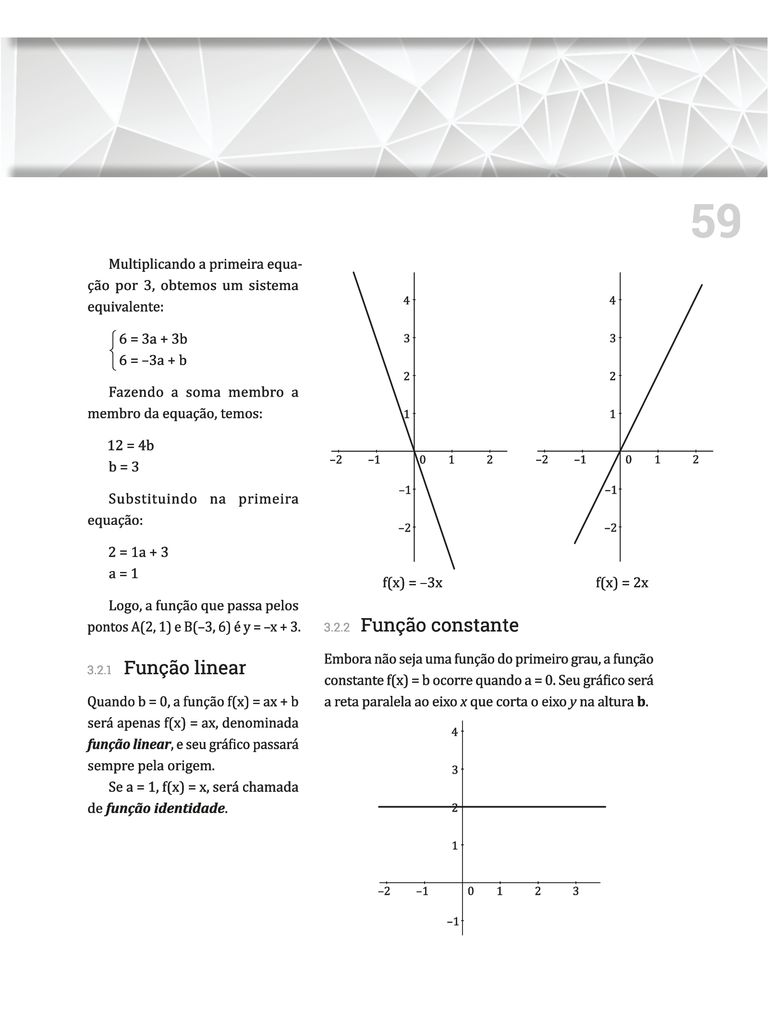 59
Multiplicando a primeira equa-
ção por 3, obtemos um sistema
equivalente:
6 = 3a + 3b
6 = –3a + b
Fazendo a soma membro a
membro da equação, temos:
12 = 4b
b = 3
Substituindo na primeira
equação:
2 = 1a + 3
a = 1
Logo, a função que passa pelos
pontos A(2, 1) e B(–3, 6) é y = –x + 3.
3.2.1 Função linear
Quando b = 0, a função f(x) = ax + b
será apenas f(x) = ax, denominada
função linear, e seu gráfico passará
sempre pela origem.
Se a = 1, f(x) = x, será chamada
de função identidade.
4
3
2
1
–2 –1 0 1 2
–1
–2
f(x) = –3x
4
3
2
1
–2 –1 0 1 2
–1
–2
f(x) = 2x
3.2.2 Função constante
Embora não seja uma função do primeiro grau, a função
constante f(x) = b ocorre quando a = 0. Seu gráfico será
a reta paralela ao eixo x que corta o eixo y na altura b.
4
3
2
1
–2 –1 0 1 2 3
–1